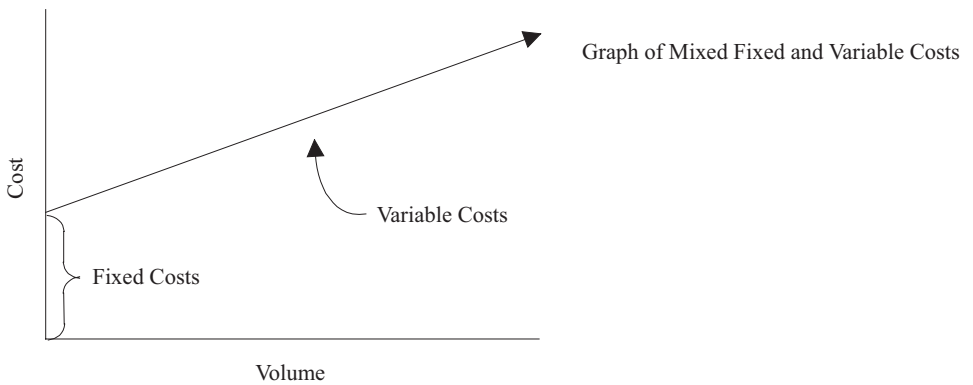 Graph of Mixed Fixed and Variable Costs
Cost
Variable Costs
Fixed Costs
Volume